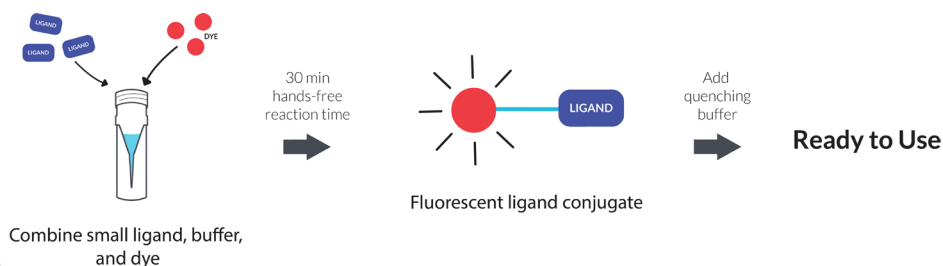 LIGAND
LIGAND
LIGAND
DYE
Combine small ligand, buffer,
and dye
30 min
hands-free
reaction time
LIGAND
Fluorescent ligand conjugate
Add
quenching
buffer
Ready to Use